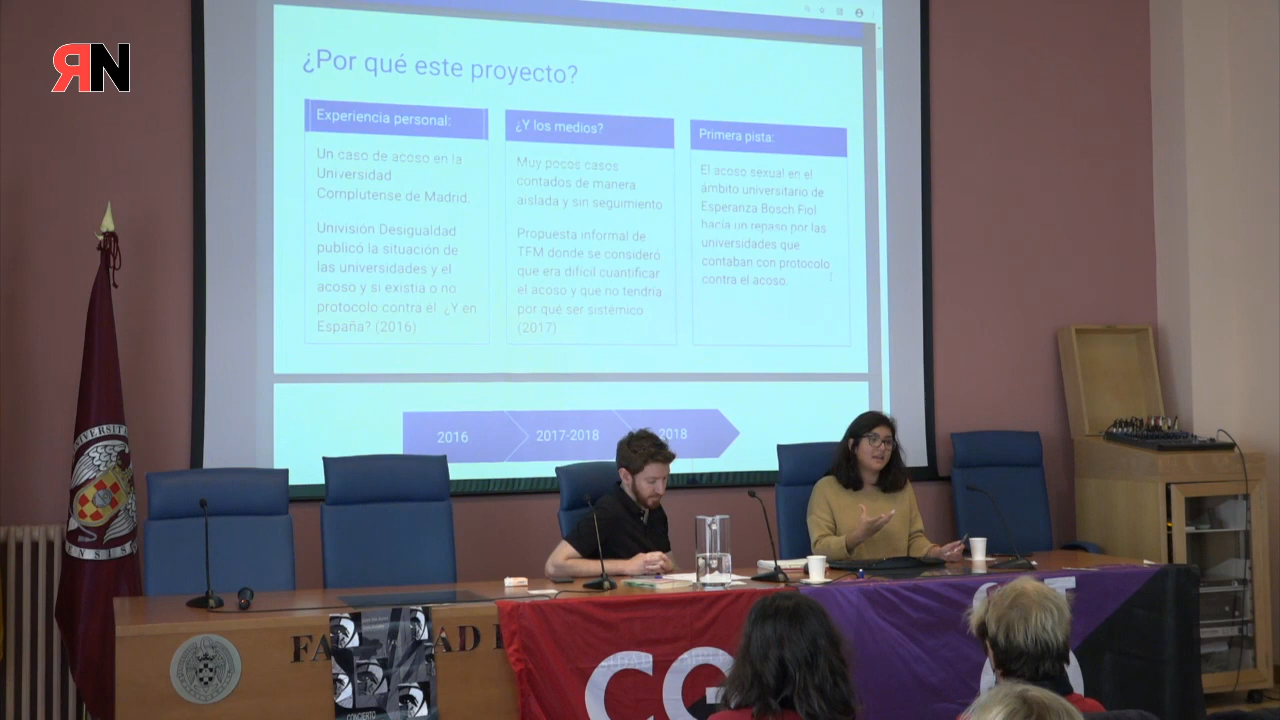 ЯN
¿Por qué este proyecto?
Experiencia personal:
Un caso de acoso en la
Universidad
Complutense de Madrid.
Univisión Desigualdad
publicó la situación de
las universidades y el
acoso y si existía o no
protocolo contra él ¿Y en
España? (2016)
¿Y los medios?
Muy pocos casos
contados de manera
aislada y sin seguimiento
Propuesta informal de
TFM donde se consideró
que era difícil cuantificar
el acoso y que no tendría
por qué ser sistémico
(2017)
Primera pista:
El acoso sexual en el
ámbito universitario de
Esperanza Bosch Fiol
hacía un repaso por las
universidades que
contaban con protocolo
contra el acoso.
2016
2017-2018
2018
CONCIERTO